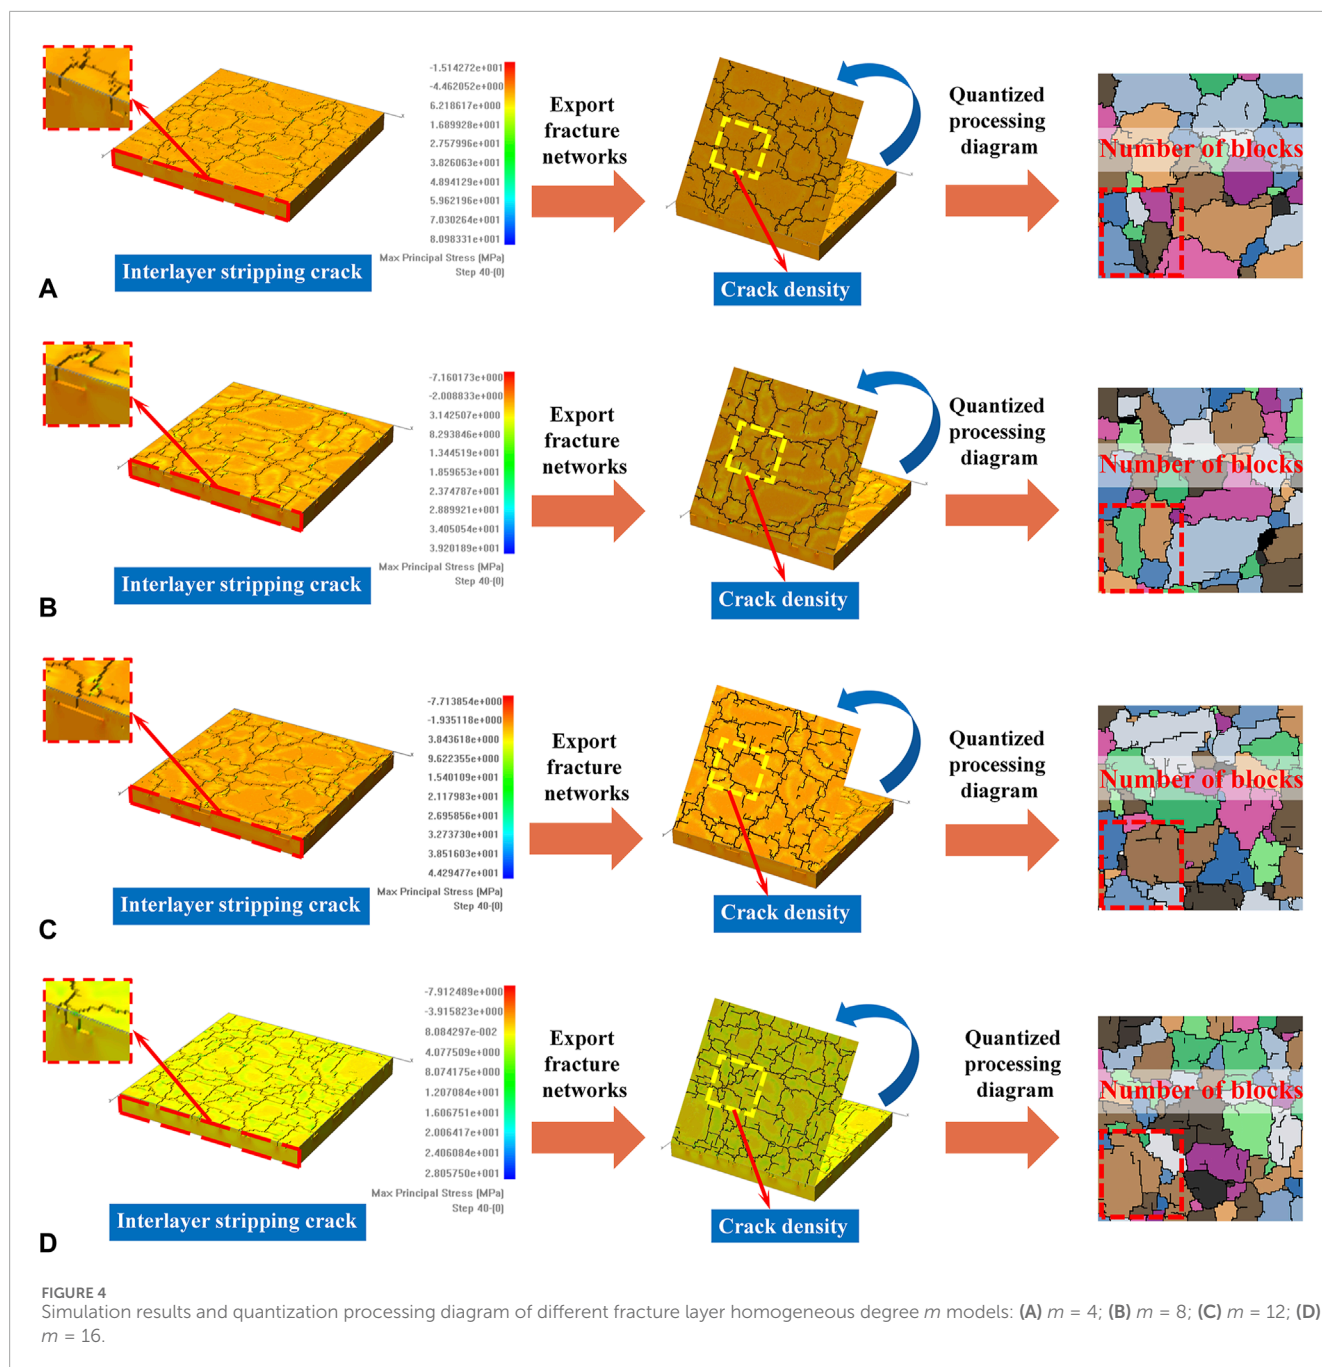 -1.514272e+001
-4.462052e+000
6.218617e+000
1.689928e+001
2.757996e+001
3.826063e+001
4.894129e+001
5.962196e+001
7.030264e+001
8.098331e+001
Max Principal Stress (MPa)
Step 40-(0)
Interlayer stripping crack
A
Export
fracture
networks
Crack density
Quantized
processing
diagram
Number of blocks
-7.160173e+000
-2.008833e+000
3.142507e+000
8.293846e+000
1.344519e+001
1.859653e+001
2.374787e+001
2.889921e+001
3.405054e+001
3.920189e+001
Max Principal Stress (MPa)
Step 40-(0)
Interlayer stripping crack
B
Export
fracture
networks
Crack density
Quantized
processing
diagram
Number of blocks
-7.713854e+000
-1.935118e+000
3.843618e+000
9.622355e+000
1.540109e+001
2.117983e+001
2.695856e+001
3.273730e+001
3.851603e+001
4.429477e+001
Max Principal Stress (MPa)
Step 40-(0)
Interlayer stripping crack
C
Export
fracture
networks
Crack density
Quantized
processing
diagram
Number of blocks
-7.912489e+000
-3.915823e+000
8.084297e-002
4.077509e+000
8.074175e+000
1.207084e+001
1.606751e+001
2.006417e+001
2.406084e+001
2.805750e+001
Max Principal Stress (MPa)
Step 40-(0)
Interlayer stripping crack
D
Export
fracture
networks
Crack density
Quantized
processing
diagram
Number of blocks
FIGURE 4
Simulation results and quantization processing diagram of different fracture layer homogeneous degree m models: (A) m = 4; (B) m = 8; (C) m = 12; (D)
m = 16.